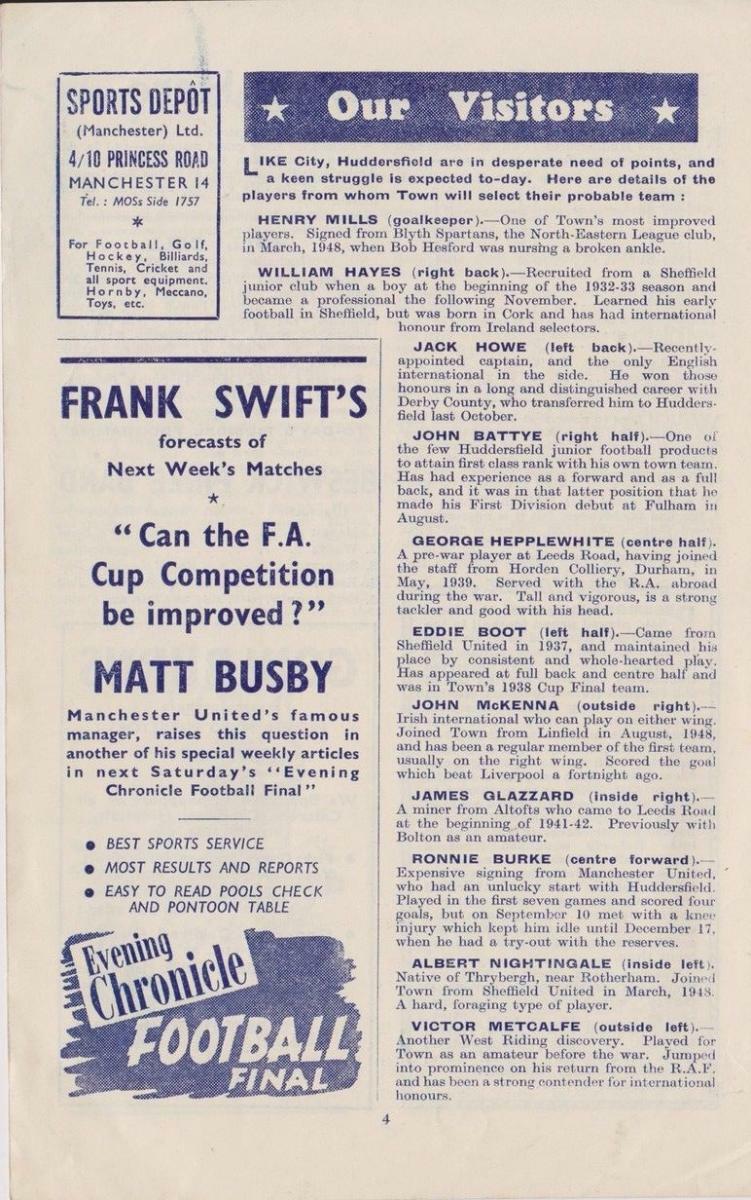 SPORTS DEPÔT
(Manchester) Ltd.
4/10 PRINCESS ROAD
MANCHESTER 14
Tel. : MOSs Side 1757
*
For Football, Golf,
Hockey, Billiards,
Tennis, Cricket and
all sport equipment.
Hornby, Meccano,
Toys, etc.
★ Our Visitors ★
LIKE City, Huddersfield are in desperate need of points, and
a keen struggle is expected to-day. Here are details of the
players from whom Town will select their probable team :
HENRY MILLS (goalkeeper).—One of Town's most improved
players. Signed from Blyth Spartans, the North-Eastern League club,
in March, 1948, when Bob Hesford was nursing a broken ankle.
WILLIAM HAYES (right back).—Recruited from a Sheffield
junior club when a boy at the beginning of the 1932-33 season and
became a professional the following November. Learned his early
football in Sheffield, but was born in Cork and has had international
honour from Ireland selectors.
JACK HOWE (left back).—Recently-
appointed captain, and the only English
international in the side. He won those
honours in a long and distinguished career with
Derby County, who transferred him to Hudders-
field last October.
JOHN BATTYE (right half).—One of
the few Huddersfield junior football products
to attain first class rank with his own town team.
Has had experience as a forward and as a full
back, and it was in that latter position that he
made his First Division debut at Fulham in
August.
GEORGE HEPPLEWHITE (centre half).
A pre-war player at Leeds Road, having joined
the staff from Horden Colliery, Durham, in
May, 1939. Served with the R.A. abroad
during the war. Tall and vigorous, is a strong
tackler and good with his head.
EDDIE BOOT (left half).—Came from
Sheffield United in 1937, and maintained his
place by consistent and whole-hearted play.
Has appeared at full back and centre half and
was in Town's 1938 Cup Final team.
JOHN McKENNA (outside right).—
Irish international who can play on either wing.
Joined Town from Linfield in August, 1948,
and has been a regular member of the first team,
usually on the right wing. Scored the goal
which beat Liverpool a fortnight ago.
JAMES GLAZZARD (inside right).—
A miner from Altofts who came to Leeds Road
at the beginning of 1941-42. Previously with
Bolton as an amateur.
RONNIE BURKE (centre forward).—
Expensive signing from Manchester United,
who had an unlucky start with Huddersfield.
Played in the first seven games and scored four
goals, but on September 10 met with a knee
injury which kept him idle until December 17,
when he had a try-out with the reserves.
ALBERT NIGHTINGALE (inside left).
Native of Thrybergh, near Rotherham. Joined
Town from Sheffield United in March, 1948.
A hard, foraging type of player.
VICTOR METCALFE (outside left).—
Another West Riding discovery. Played for
Town as an amateur before the war. Jumped
into prominence on his return from the R.A.F.
and has been a strong contender for international
honours.
FRANK SWIFT'S
forecasts of
Next Week's Matches
★
"Can the F.A.
Cup Competition
be improved?"
MATT BUSBY
Manchester United's famous
manager, raises this question in
another of his special weekly articles
in next Saturday's "Evening
Chronicle Football Final"
● BEST SPORTS SERVICE
● MOST RESULTS AND REPORTS
● EASY TO READ POOLS CHECK
AND PONTOON TABLE
Evening
Chronicle
FOOTBALL
FINAL
4